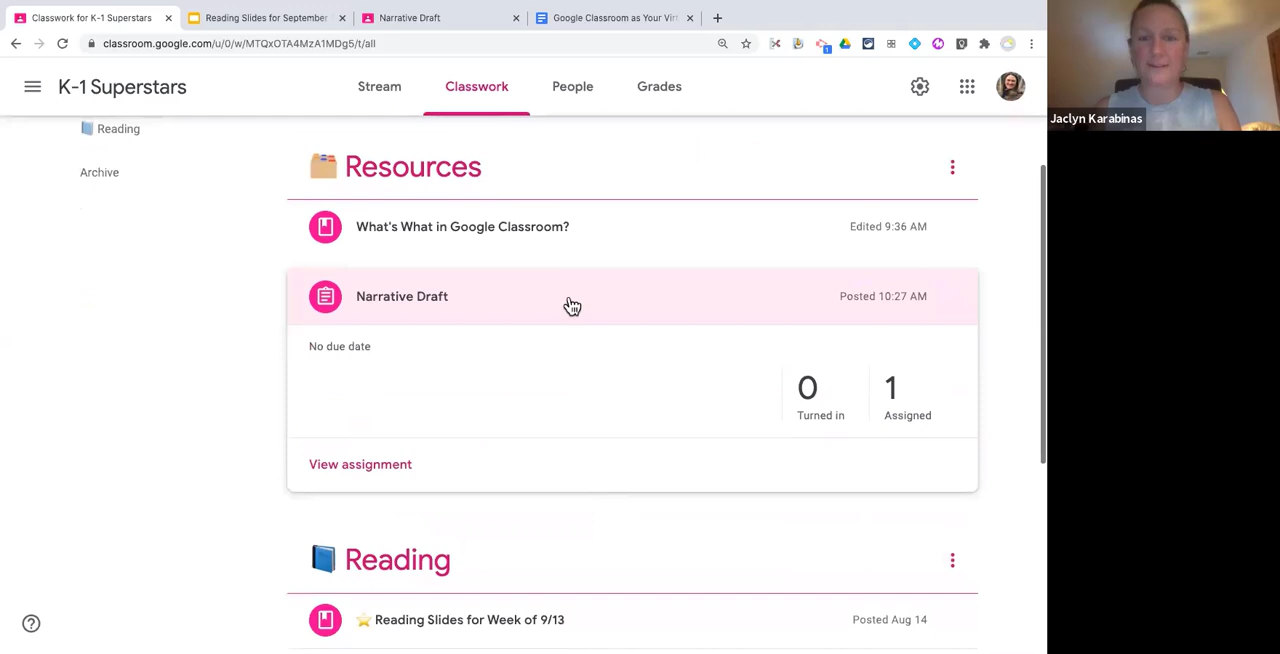 Classwork for K-1 Superstars
Reading Slides for September
Narrative Draft
Google Classroom as Your Virt
classroom.google.com/u/0/w/MTQxOTA4MzA1MDg5/t/all
K-1 Superstars
Stream
Classwork
People
Grades
Jaclyn Karabinas
Reading
Archive
Resources
What's What in Google Classroom?
Edited 9:36 AM
Narrative Draft
Posted 10:27 AM
No due date
0
Turned in
1
Assigned
View assignment
Reading
Reading Slides for Week of 9/13
Posted Aug 14